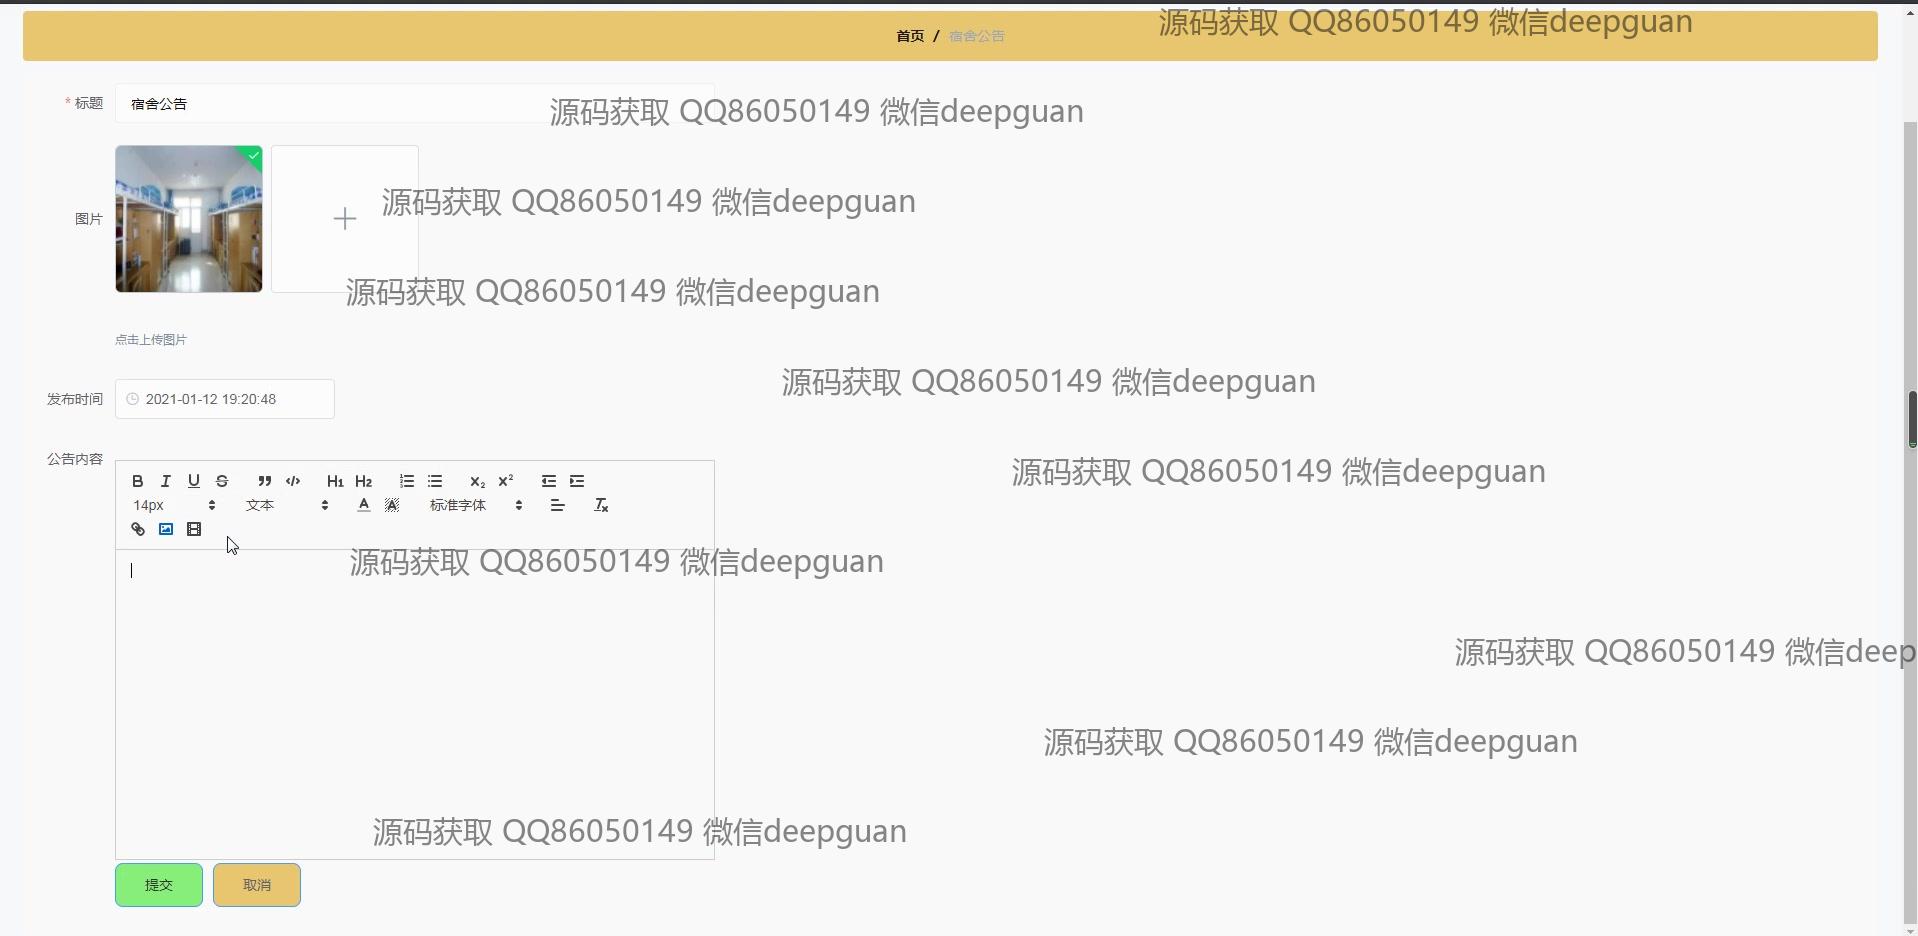 源码获取 QQ86050149 微信deepguan
首页 / 宿舍公告
* 标题 宿舍公告
源码获取 QQ86050149 微信deepguan
图片
源码获取 QQ86050149 微信deepguan
源码获取 QQ86050149 微信deepguan
点击上传图片
源码获取 QQ86050149 微信deepguan
发布时间 2021-01-12 19:20:48
公告内容
源码获取 QQ86050149 微信deepguan
B I U S H1 H2 X2 X2
14px 文本 A A 标准字体 Tx
源码获取 QQ86050149 微信deepguan
源码获取 QQ86050149 微信deep
源码获取 QQ86050149 微信deepguan
源码获取 QQ86050149 微信deepguan
提交 取消